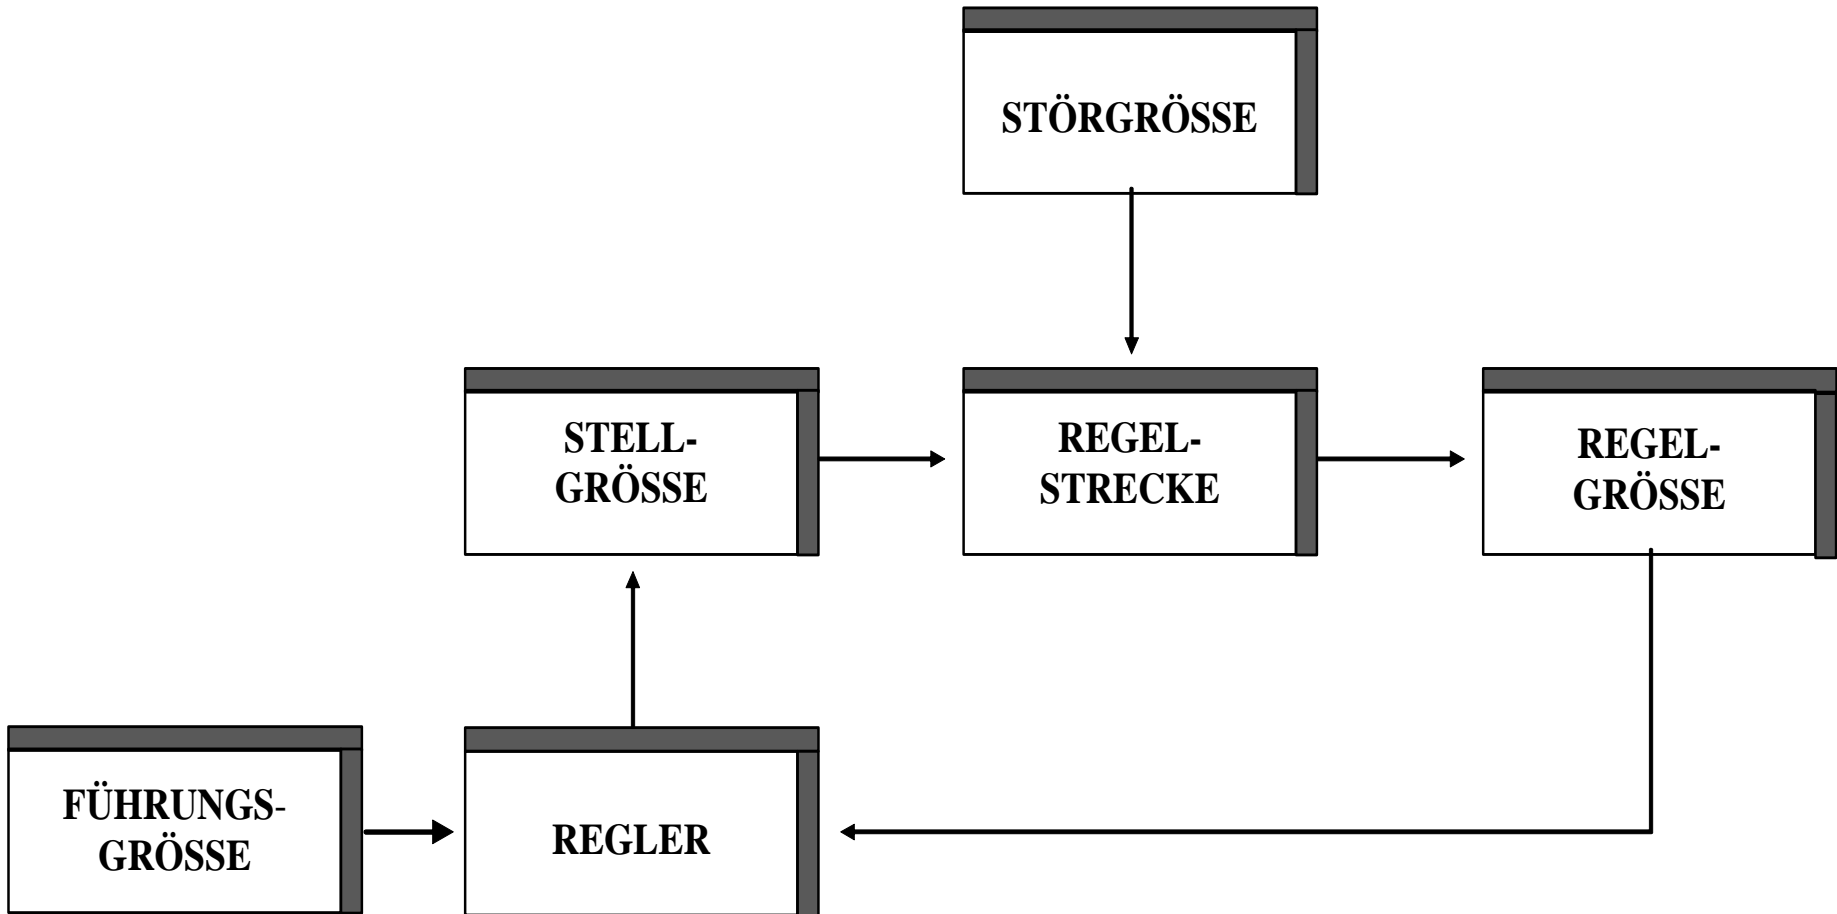 STÖRGRÖSSE
STELL-
GRÖSSE
REGEL-
STRECKE
REGEL-
GRÖSSE
FÜHRUNGS-
GRÖSSE
REGLER